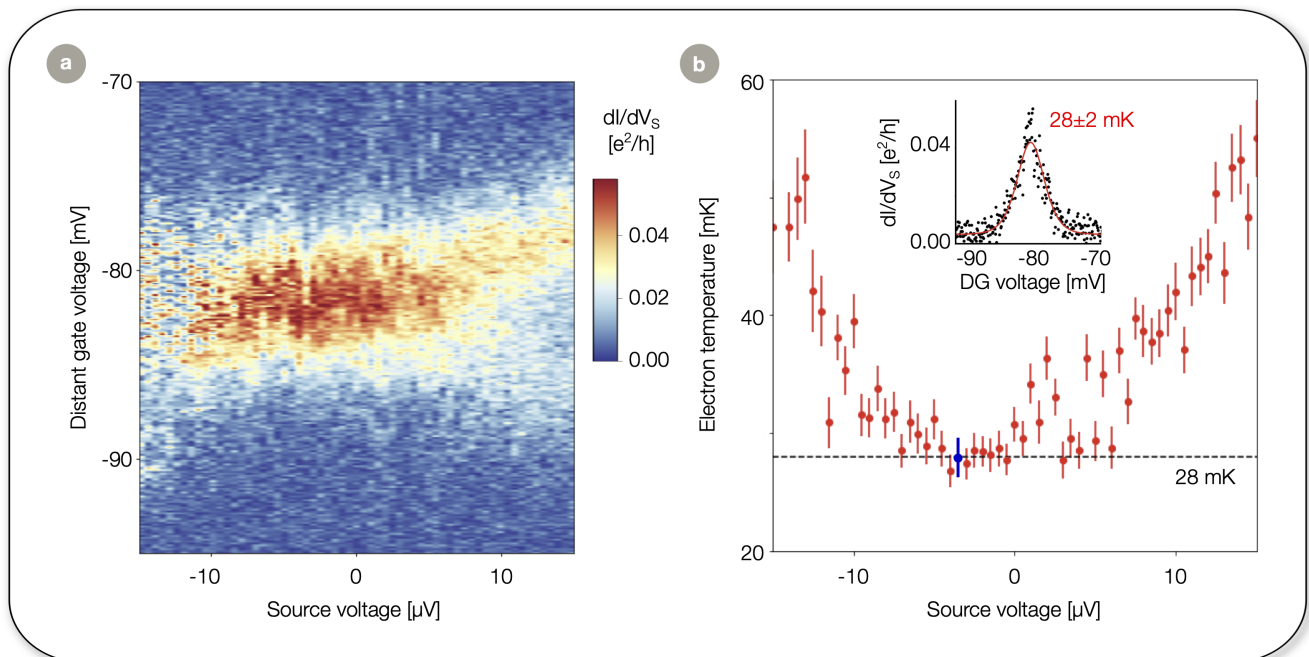 a
-70
-80
-90
Distant gate voltage [mV]
-10
0
10
Source voltage [µV]
dI/dVS
[e²/h]
0.04
0.02
0.00
b
60
40
20
Electron temperature [mK]
-10
0
10
Source voltage [µV]
28 mK
28±2 mK
dI/dVS [e²/h]
0.04
0.00
-90
-80
-70
DG voltage [mV]